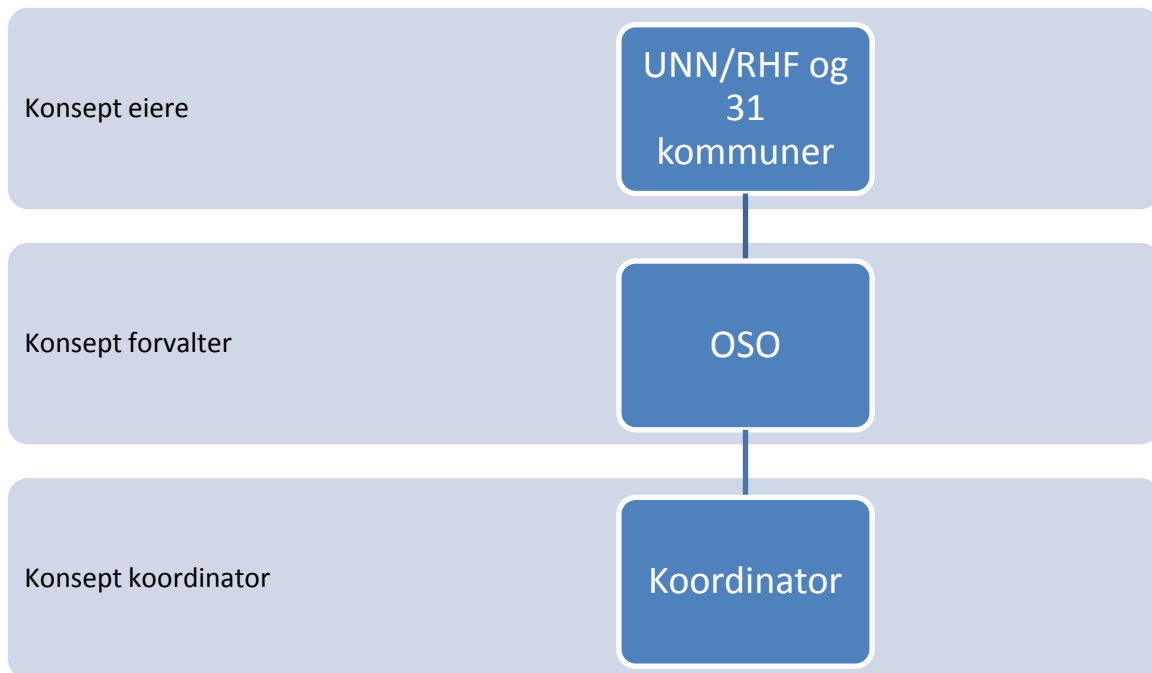 Konsept eiere
UNN/RHF og
31
kommuner
Konsept forvalter
OSO
Konsept koordinator
Koordinator